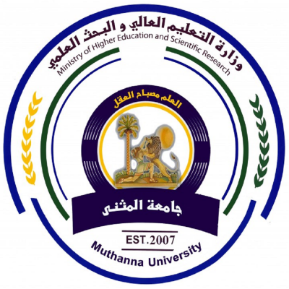 وزارة التعليم العالي و البحث العلمي
Ministry of Higher Education and Scientific Research
العلم مصباح العقل
جامعة المثنى
EST.2007
Muthanna University